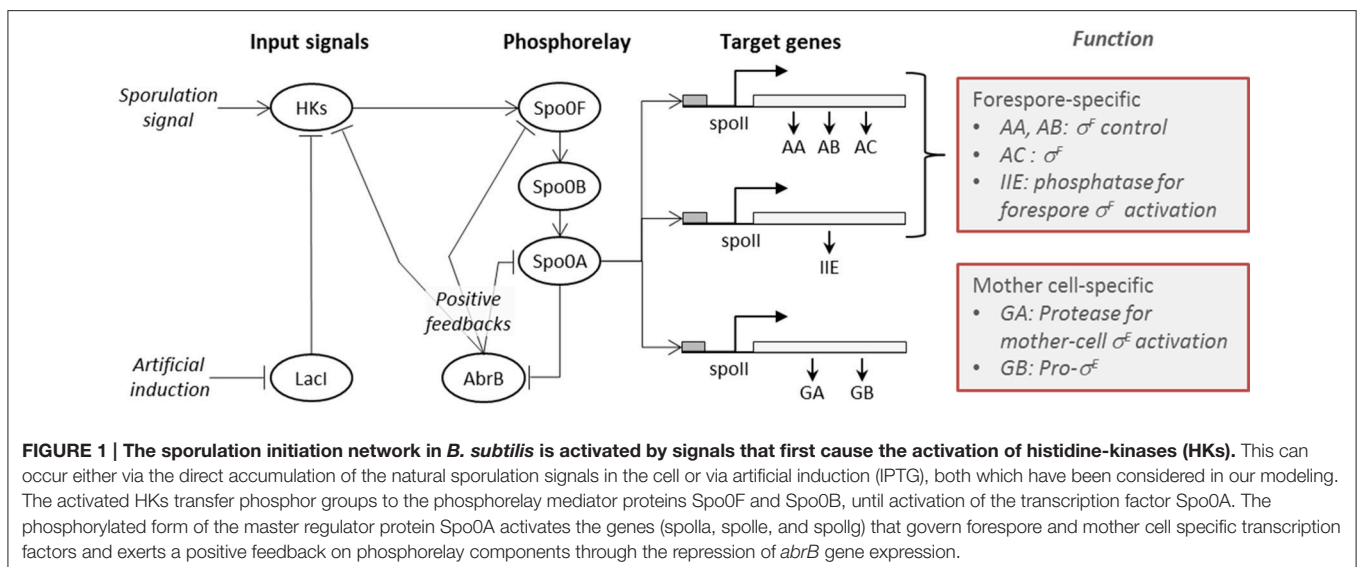 Input signals
Phosphorelay
Target genes
Function
Sporulation
signal
HKs
Spo0F
Spo0B
Spo0A
Positive
feedbacks
Artificial
induction
LacI
AbrB
spoII
AA AB AC
spoII
IIE
spoII
GA GB
Forespore-specific
• AA, AB: σF control
• AC : σF
• IIE: phosphatase for
forespore σF activation
Mother cell-specific
• GA: Protease for
mother-cell σE activation
• GB: Pro-σE
FIGURE 1 | The sporulation initiation network in B. subtilis is activated by signals that first cause the activation of histidine-kinases (HKs). This can
occur either via the direct accumulation of the natural sporulation signals in the cell or via artificial induction (IPTG), both which have been considered in our modeling.
The activated HKs transfer phosphor groups to the phosphorelay mediator proteins Spo0F and Spo0B, until activation of the transcription factor Spo0A. The
phosphorylated form of the master regulator protein Spo0A activates the genes (spoIIa, spoIIe, and spoIIg) that govern forespore and mother cell specific transcription
factors and exerts a positive feedback on phosphorelay components through the repression of abrB gene expression.